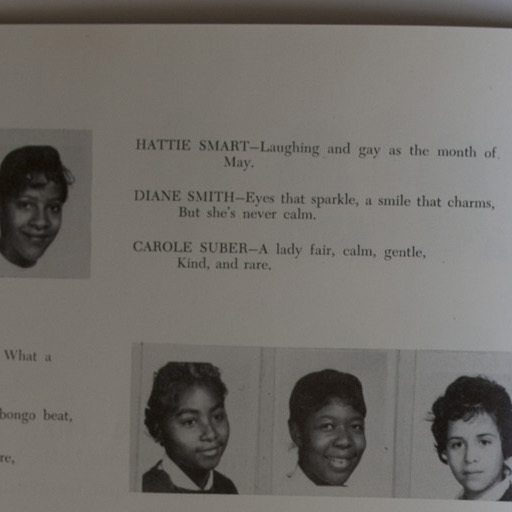 HATTIE SMART—Laughing and gay as the month of
May.
DIANE SMITH—Eyes that sparkle, a smile that charms,
But she's never calm.
CAROLE SUBER—A lady fair, calm, gentle,
Kind, and rare.
What a
bongo beat,
re,